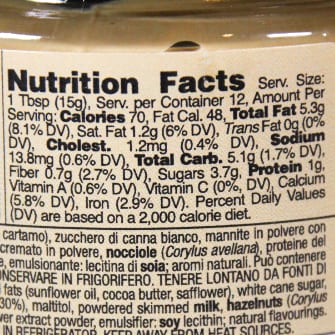 Nutrition Facts Serv. Size:
1 Tbsp (15g), Serv. per Container 12, Amount Per
Serving: Calories 70, Fat Cal. 48, Total Fat 5.3g
(8.1% DV), Sat. Fat 1.2g (6% DV), Trans Fat 0g (0%
DV), Cholest. 1.2mg (0.4% DV), Sodium
13.8mg (0.6% DV), Total Carb. 5.1g (1.7% DV),
Fiber 0.7g (2.7% DV), Sugars 3.7g, Protein 1g,
Vitamin A (0.6% DV), Vitamin C (0% DV), Calcium
(5.8% DV), Iron (2.9% DV). Percent Daily Values
(DV) are based on a 2,000 calorie diet.
cartamo), zucchero di canna bianco, mannite in polvere con
cremato in polvere, nocciole (Corylus avellana), proteine del
e, emulsionante: lecitina di soia; aromi naturali. Può contenere
ONSERVARE IN FRIGORIFERO. TENERE LONTANO DA FONTI DI
l fats (sunflower oil, cocoa butter, safflower), white cane sugar,
30%), maltitol, powdered skimmed milk, hazelnuts (Corylus
wer extract powder, emulsifier: soy lecithin; natural flavourings.
IN REFRIGERATOR. KEEP AWAY FROM HEAT SOURCES.